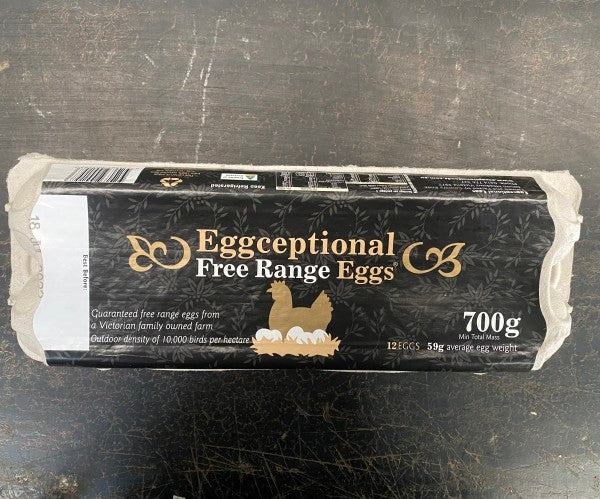 Keep Refrigerated
Best Before:
Eggceptional
Free Range Eggs®
Guaranteed free range eggs from
a Victorian family owned farm
Outdoor density of 10,000 birds per hectare
700g
Min Total Mass
12 EGGS 59g average egg weight